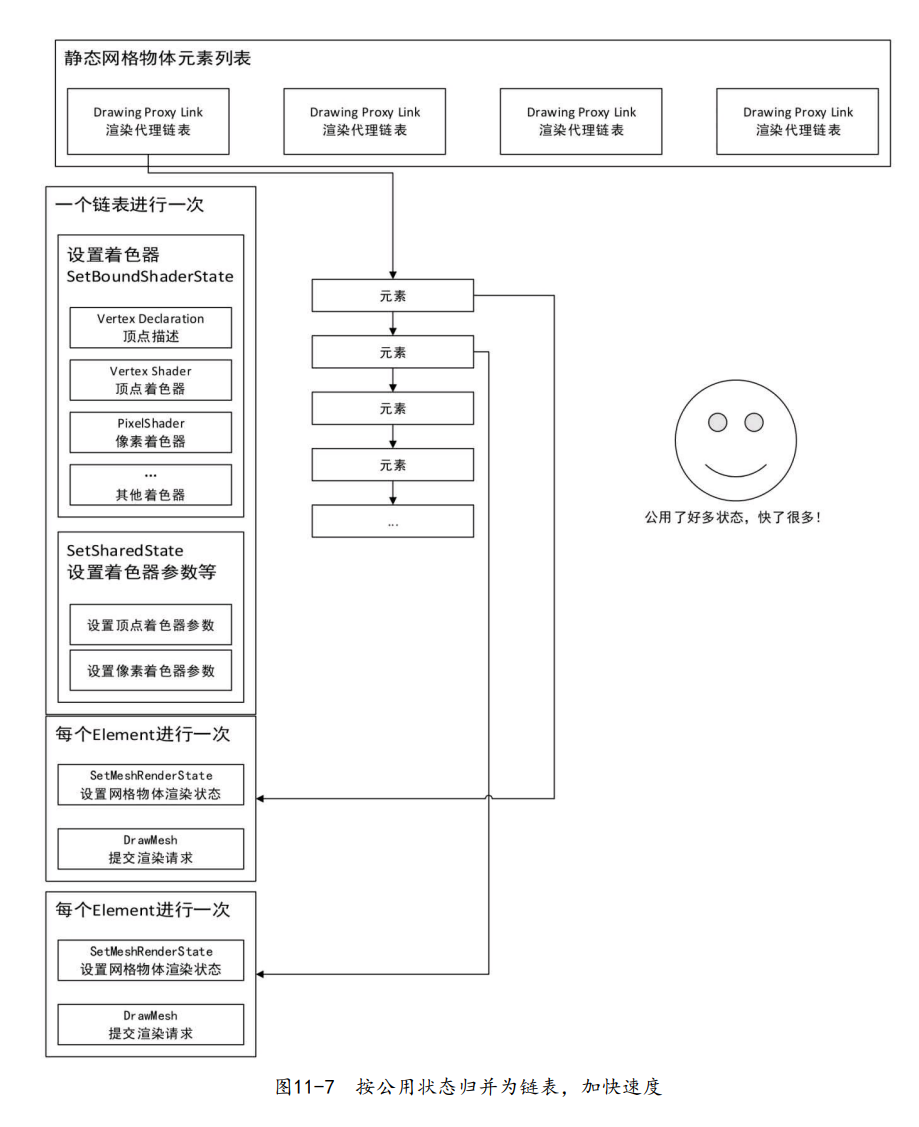 静态网格物体元素列表
Drawing Proxy Link
渲染代理链表
Drawing Proxy Link
渲染代理链表
Drawing Proxy Link
渲染代理链表
Drawing Proxy Link
渲染代理链表
一个链表进行一次
设置着色器
SetBoundShaderState
Vertex Declaration
顶点描述
Vertex Shader
顶点着色器
PixelShader
像素着色器
...
其他着色器
SetSharedState
设置着色器参数等
设置顶点着色器参数
设置像素着色器参数
每个Element进行一次
SetMeshRenderState
设置网格物体渲染状态
DrawMesh
提交渲染请求
每个Element进行一次
SetMeshRenderState
设置网格物体渲染状态
DrawMesh
提交渲染请求
元素
元素
元素
元素
...
公用了好多状态，快了很多！
图11-7 按公用状态归并为链表，加快速度